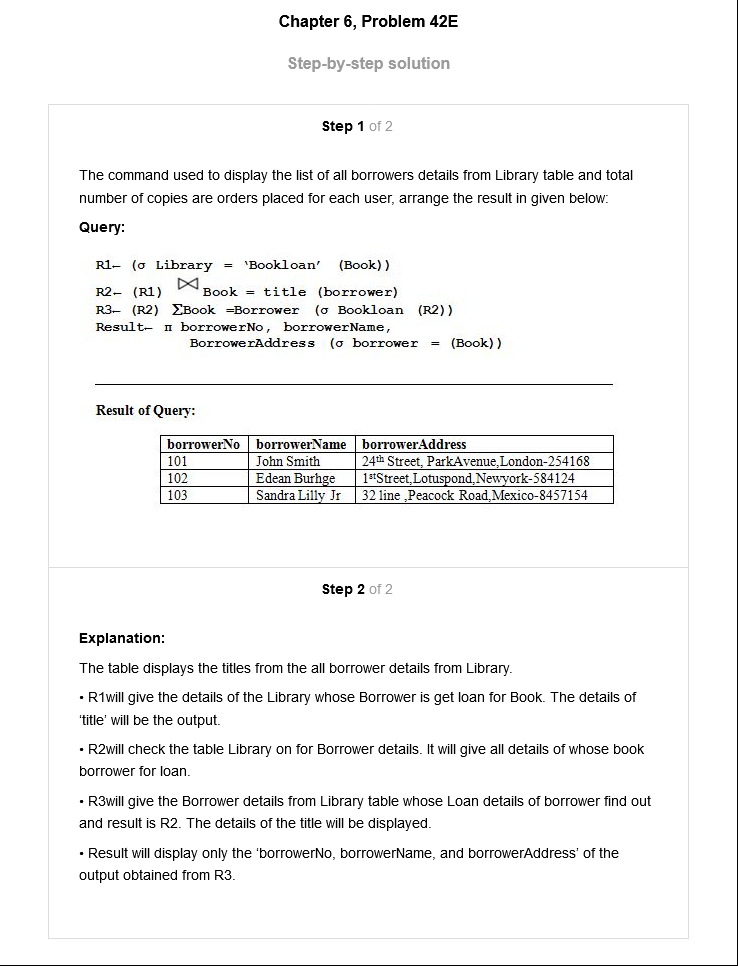 Chapter 6, Problem 42E
Step-by-step solution
Step 1 of 2
The command used to display the list of all borrowers details from Library table and total
number of copies are orders placed for each user, arrange the result in given below:
Query:
R1← (σ Library = ‘Bookloan’ (Book))
R2← (R1) ⋈ Book = title (borrower)
R3← (R2) ΣBook =Borrower (σ Bookloan (R2))
Result← π borrowerNo, borrowerName,
BorrowerAddress (σ borrower = (Book))
Result of Query:
borrowerNo borrowerName borrowerAddress
101 John Smith 24th Street, ParkAvenue,London-254168
102 Edean Burhge 1stStreet,Lotuspond,Newyork-584124
103 Sandra Lilly Jr 32 line ,Peacock Road,Mexico-8457154
Step 2 of 2
Explanation:
The table displays the titles from the all borrower details from Library.
• R1will give the details of the Library whose Borrower is get loan for Book. The details of
‘title’ will be the output.
• R2will check the table Library on for Borrower details. It will give all details of whose book
borrower for loan.
• R3will give the Borrower details from Library table whose Loan details of borrower find out
and result is R2. The details of the title will be displayed.
• Result will display only the ‘borrowerNo, borrowerName, and borrowerAddress’ of the
output obtained from R3.